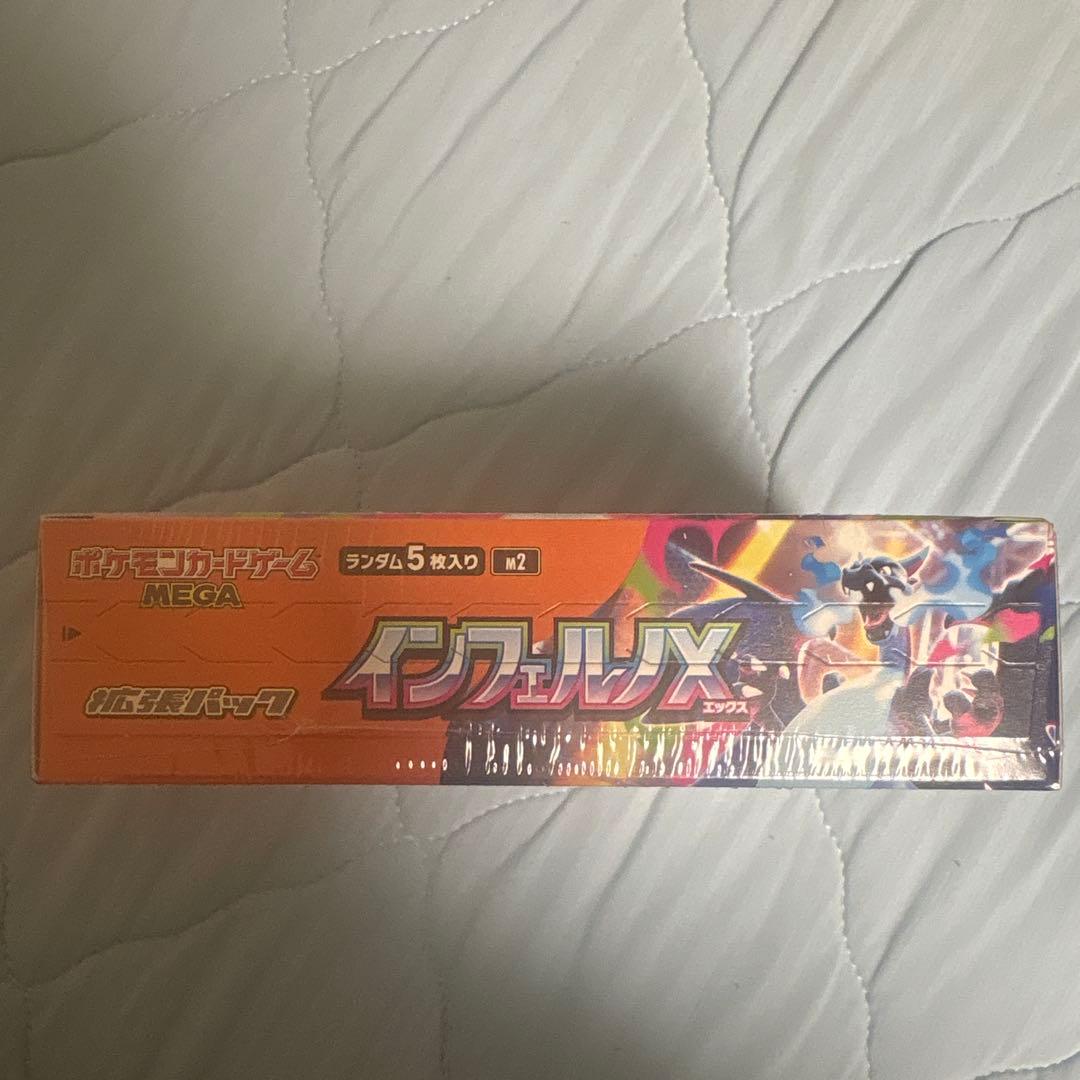 ポケモンカードゲーム
MEGA
ランダム5枚入り
M2
拡張パック
インフェルノX
エックス